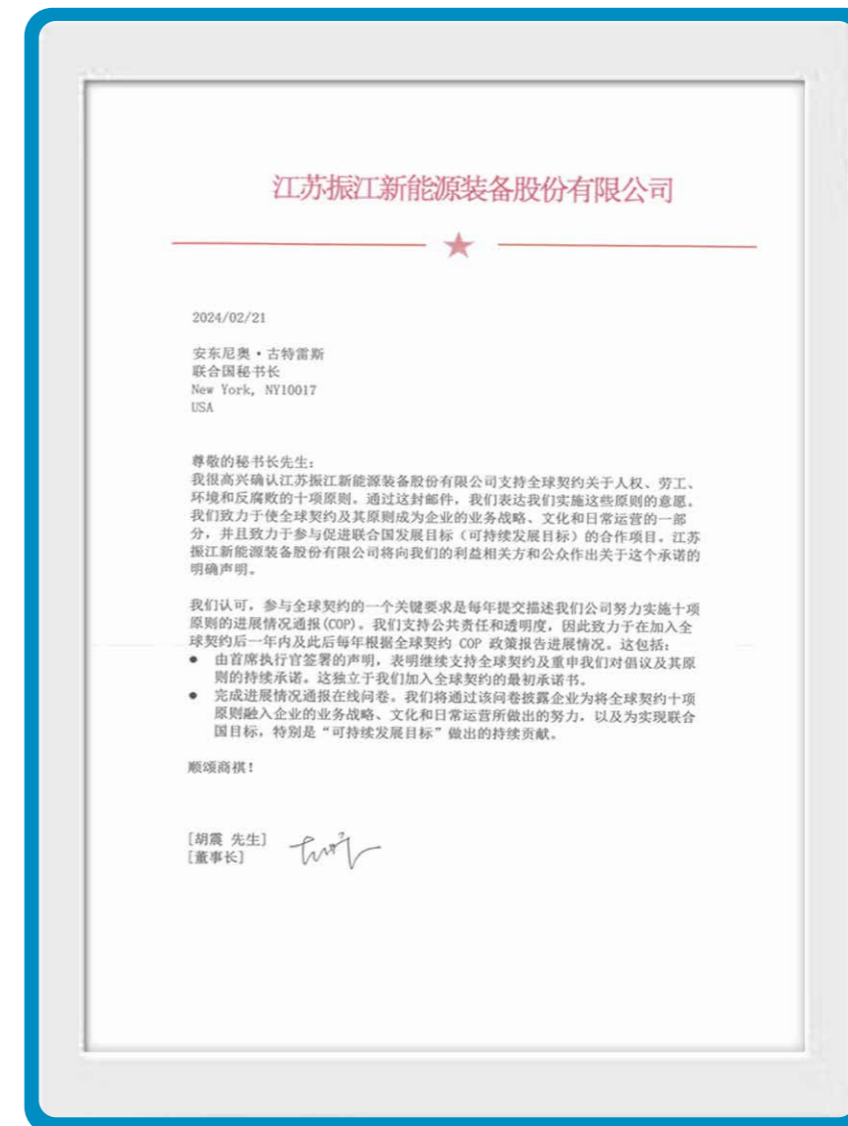 江苏振江新能源装备股份有限公司
2024/02/21
安东尼奥·古特雷斯
联合国秘书长
New York, NY10017
USA
尊敬的秘书长先生：
我很高兴确认江苏振江新能源装备股份有限公司支持全球契约关于人权、劳工、
环境和反腐败的十项原则。通过这封邮件，我们表达我们实施这些原则的意愿。
我们致力于使全球契约及其原则成为企业的业务战略、文化和日常运营的一部
分，并且致力于参与促进联合国发展目标（可持续发展目标）的合作项目。江苏
振江新能源装备股份有限公司将向我们的利益相关方和公众作出关于这个承诺的
明确声明。
我们认可，参与全球契约的一个关键要求是每年提交描述我们公司努力实施十项
原则的进展情况通报(COP)。我们支持公共责任和透明度，因此致力于在加入全
球契约后一年内及此后每年根据全球契约 COP 政策报告进展情况。这包括：
● 由首席执行官签署的声明，表明继续支持全球契约及重申我们对倡议及其原
则的持续承诺。这独立于我们加入全球契约的最初承诺书。
● 完成进展情况通报在线问卷。我们将通过该问卷披露企业为将全球契约十项
原则融入企业的业务战略、文化和日常运营所做出的努力，以及为实现联合
国目标，特别是“可持续发展目标”做出的持续贡献。
顺颂商祺！
[胡震 先生]
[董事长]